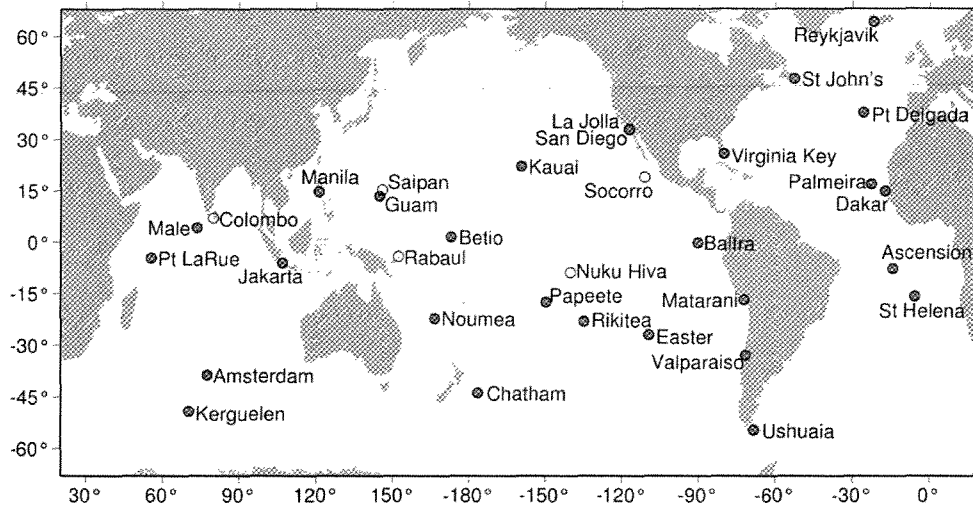 60°
Reykjavik
45°
St John's
30°
La Jolla
San Diego
Pt Delgada
Kauai
Virginia Key
15°
Manila
Saipan
Guam
Socorro
Palmeira
Dakar
0°
Male
Colombo
Betio
Baltra
Pt LaRue
Jakarta
Rabaul
Nuku Hiva
Ascension
-15°
Papeete
Matarani
St Helena
Noumea
Rikitea
-30°
Easter
Valparaiso
Amsterdam
-45°
Kerguelen
Chatham
-60°
Ushuaia
30° 60° 90° 120° 150° -180° -150° -120° -90° -60° -30° 0°